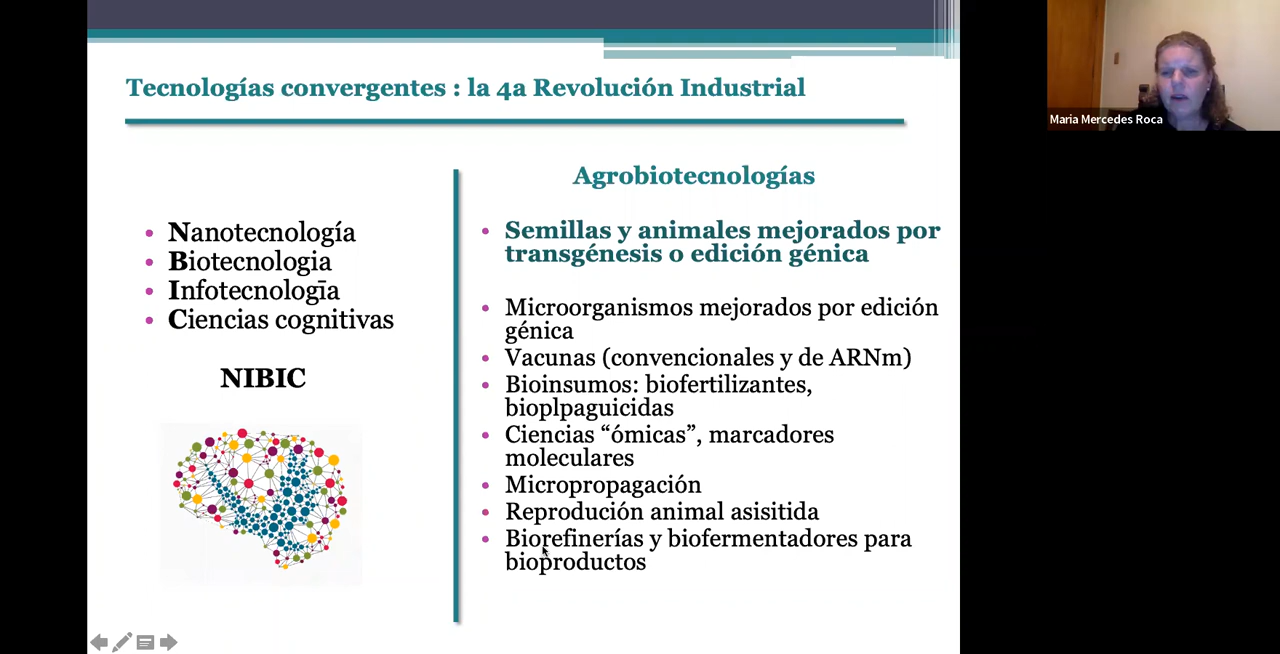 Tecnologías convergentes : la 4a Revolución Industrial
Nanotecnología
Biotecnologia
Infotecnologīa
Ciencias cognitivas
NIBIC
Agrobiotecnologías
Semillas y animales mejorados por
transgénesis o edición génica
Microorganismos mejorados por edición
génica
Vacunas (convencionales y de ARNm)
Bioinsumos: biofertilizantes,
bioplpaguicidas
Ciencias “ómicas”, marcadores
moleculares
Micropropagación
Reprodución animal asisitida
Biorefinerías y biofermentadores para
bioproductos
Maria Mercedes Roca